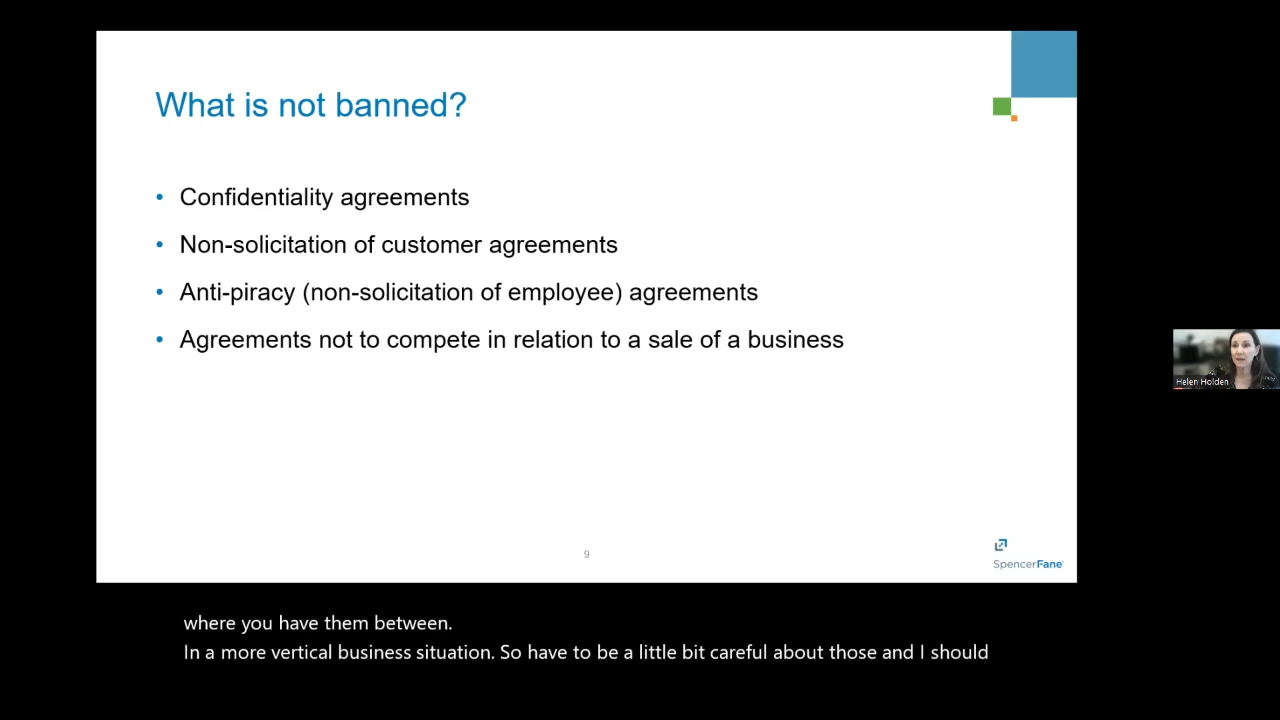 What is not banned?
• Confidentiality agreements
• Non-solicitation of customer agreements
• Anti-piracy (non-solicitation of employee) agreements
• Agreements not to compete in relation to a sale of a business
Helen Holden
9
SpencerFane
where you have them between.
In a more vertical business situation. So have to be a little bit careful about those and I should